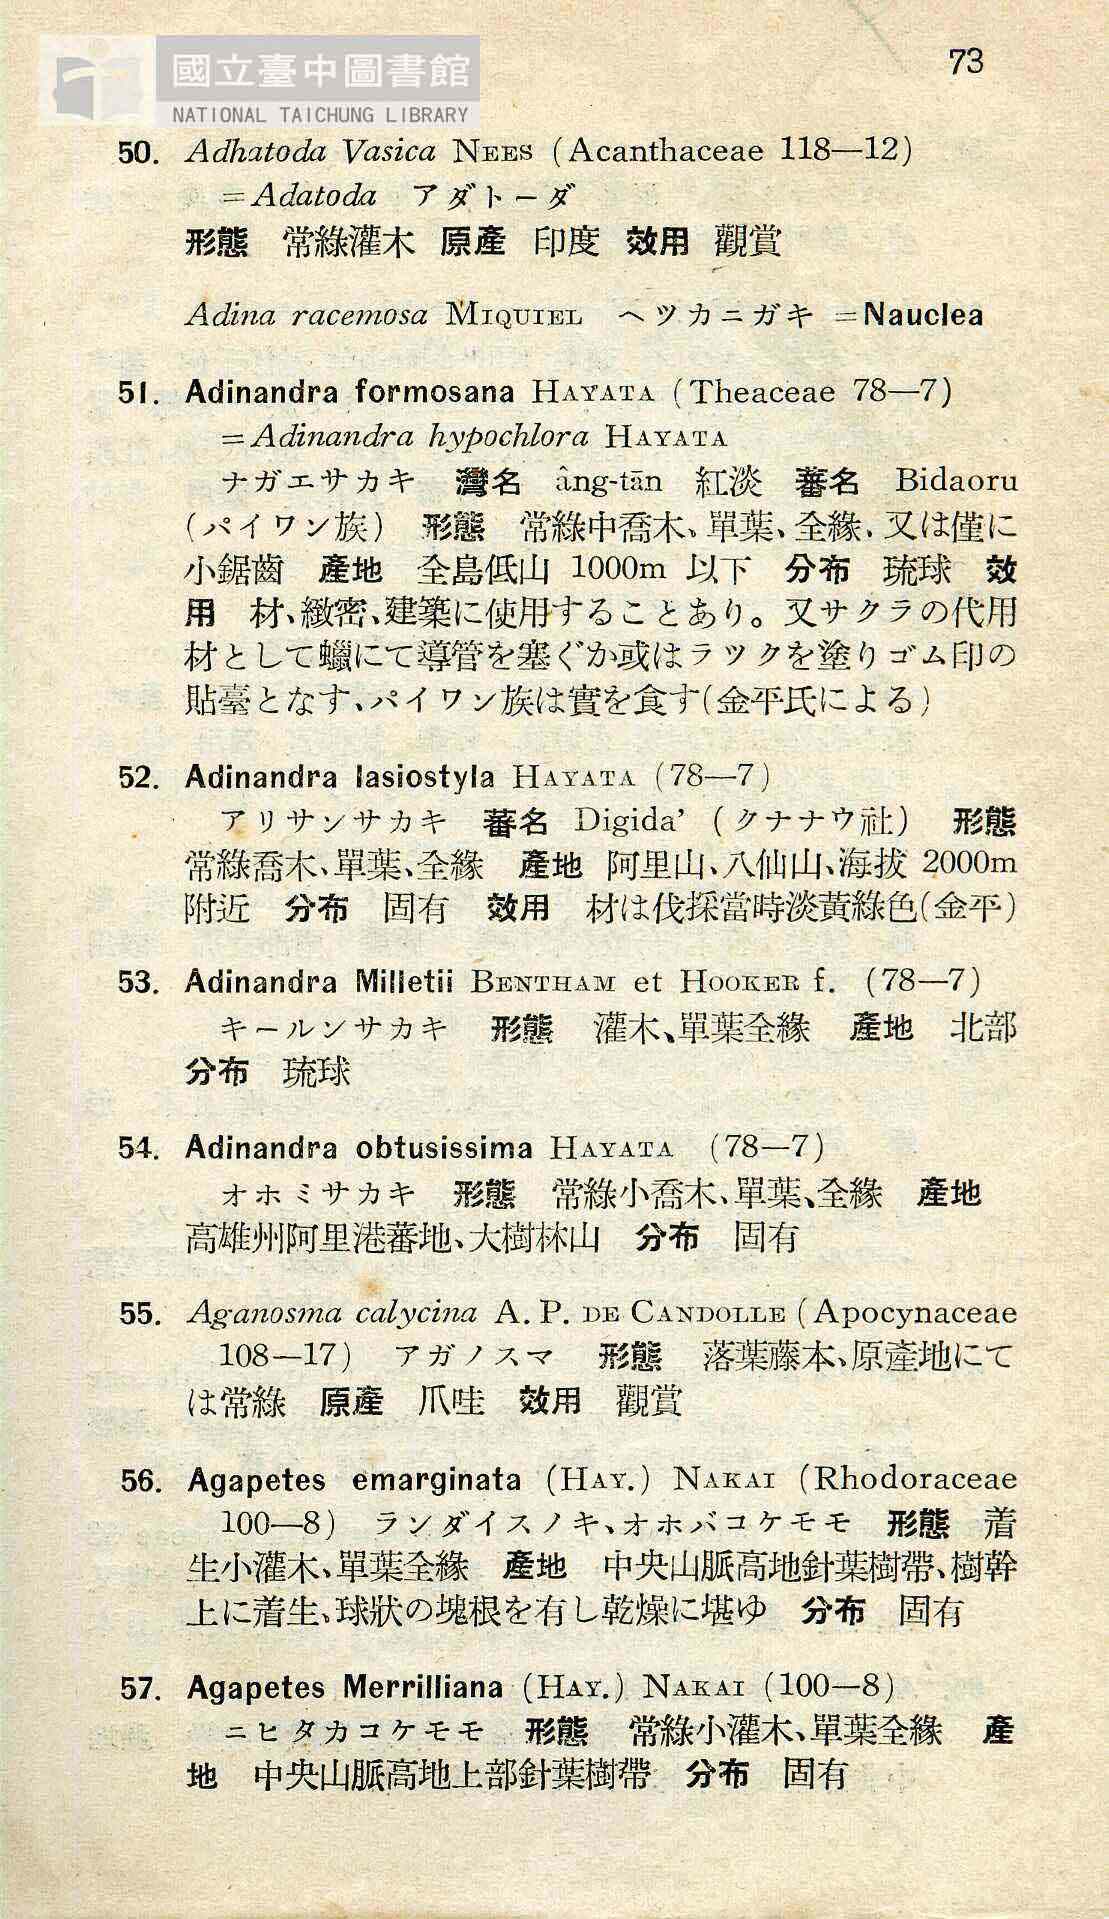 國立臺中圖書館
NATIONAL TAICHUNG LIBRARY
73
50. Adhatoda Vasica NEES (Acanthaceae 118—12)
=Adatoda アダトーダ
形態 常綠灌木 原產 印度 效用 觀賞
Adina racemosa MIQUIEL ヘツカニガキ =Nauclea
51. Adinandra formosana HAYATA (Theaceae 78—7)
=Adinandra hypochlora HAYATA
ナガエサカキ 灣名 âng-tān 紅淡 蕃名 Bidaoru
(パイワン族) 形態 常綠中喬木、單葉、全緣、又は僅に
小鋸齒 產地 全島低山 1000m 以下 分布 琉球 效
用 材、緻密、建築に使用することあり。又サクラの代用
材として蠟にて導管を塞ぐか或はラツクを塗りゴム印の
貼臺となす、パイワン族は實を食す(金平氏による)
52. Adinandra lasiostyla HAYATA (78—7)
アリサンサカキ 蕃名 Digida’ (クナナウ社) 形態
常綠喬木、單葉、全緣 產地 阿里山、八仙山、海拔 2000m
附近 分布 固有 效用 材は伐採當時淡黃綠色(金平)
53. Adinandra Milletii BENTHAM et HOOKER f. (78—7)
キールンサカキ 形態 灌木、單葉全緣 產地 北部
分布 琉球
54. Adinandra obtusissima HAYATA (78—7)
オホミサカキ 形態 常綠小喬木、單葉、全緣 產地
高雄州阿里港蕃地、大樹林山 分布 固有
55. Aganosma calycina A. P. DE CANDOLLE (Apocynaceae
108—17) アガノスマ 形態 落葉藤本、原產地にて
は常綠 原產 爪哇 效用 觀賞
56. Agapetes emarginata (HAY.) NAKAI (Rhodoraceae
100—8) ランダイスノキ、オホバコケモモ 形態 着
生小灌木、單葉全緣 產地 中央山脈高地針葉樹帶、樹幹
上に着生、球狀の塊根を有し乾燥に堪ゆ 分布 固有
57. Agapetes Merrilliana (HAY.) NAKAI (100—8)
ニヒタカコケモモ 形態 常綠小灌木、單葉全緣 產
地 中央山脈高地上部針葉樹帶 分布 固有